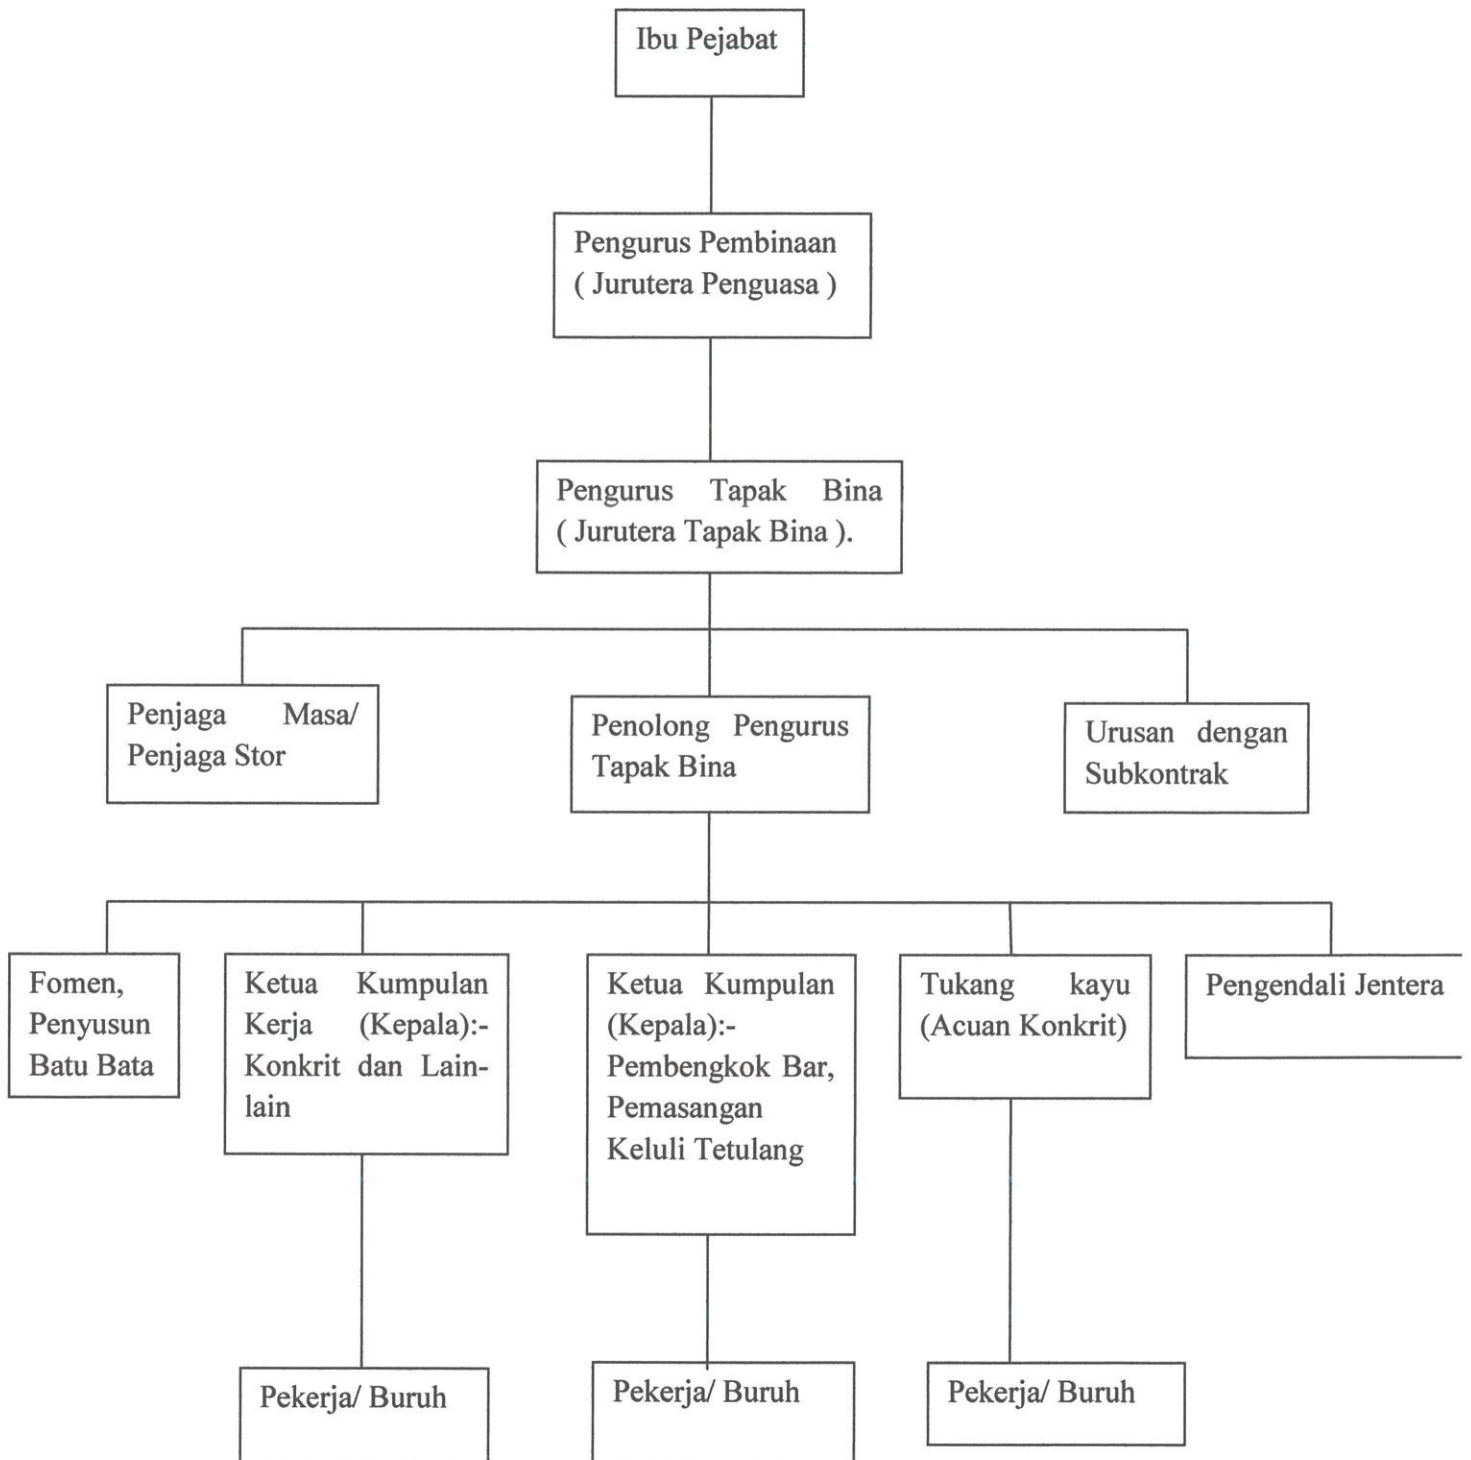 Ibu Pejabat
Pengurus Pembinaan
( Jurutera Penguasa )
Pengurus Tapak Bina
( Jurutera Tapak Bina ).
Penjaga Masa/
Penjaga Stor
Penolong Pengurus
Tapak Bina
Urusan dengan
Subkontrak
Fomen,
Penyusun
Batu Bata
Ketua Kumpulan
Kerja (Kepala):-
Konkrit dan Lain-
lain
Ketua Kumpulan
(Kepala):-
Pembengkok Bar,
Pemasangan
Keluli Tetulang
Tukang kayu
(Acuan Konkrit)
Pengendali Jentera
Pekerja/ Buruh
Pekerja/ Buruh
Pekerja/ Buruh